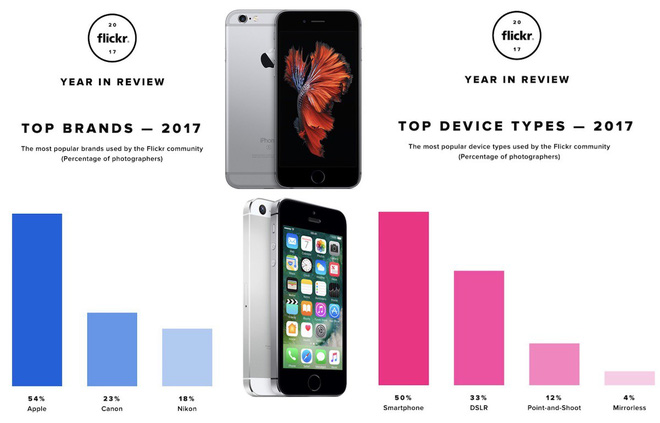 20
flickr.
17
YEAR IN REVIEW
TOP BRANDS — 2017
The most popular brands used by the Flickr community
(Percentage of photographers)
54%
Apple
23%
Canon
18%
Nikon
20
flickr.
17
YEAR IN REVIEW
TOP DEVICE TYPES — 2017
The most popular device types used by the Flickr community
(Percentage of photographers)
50%
Smartphone
33%
DSLR
12%
Point-and-Shoot
4%
Mirrorless